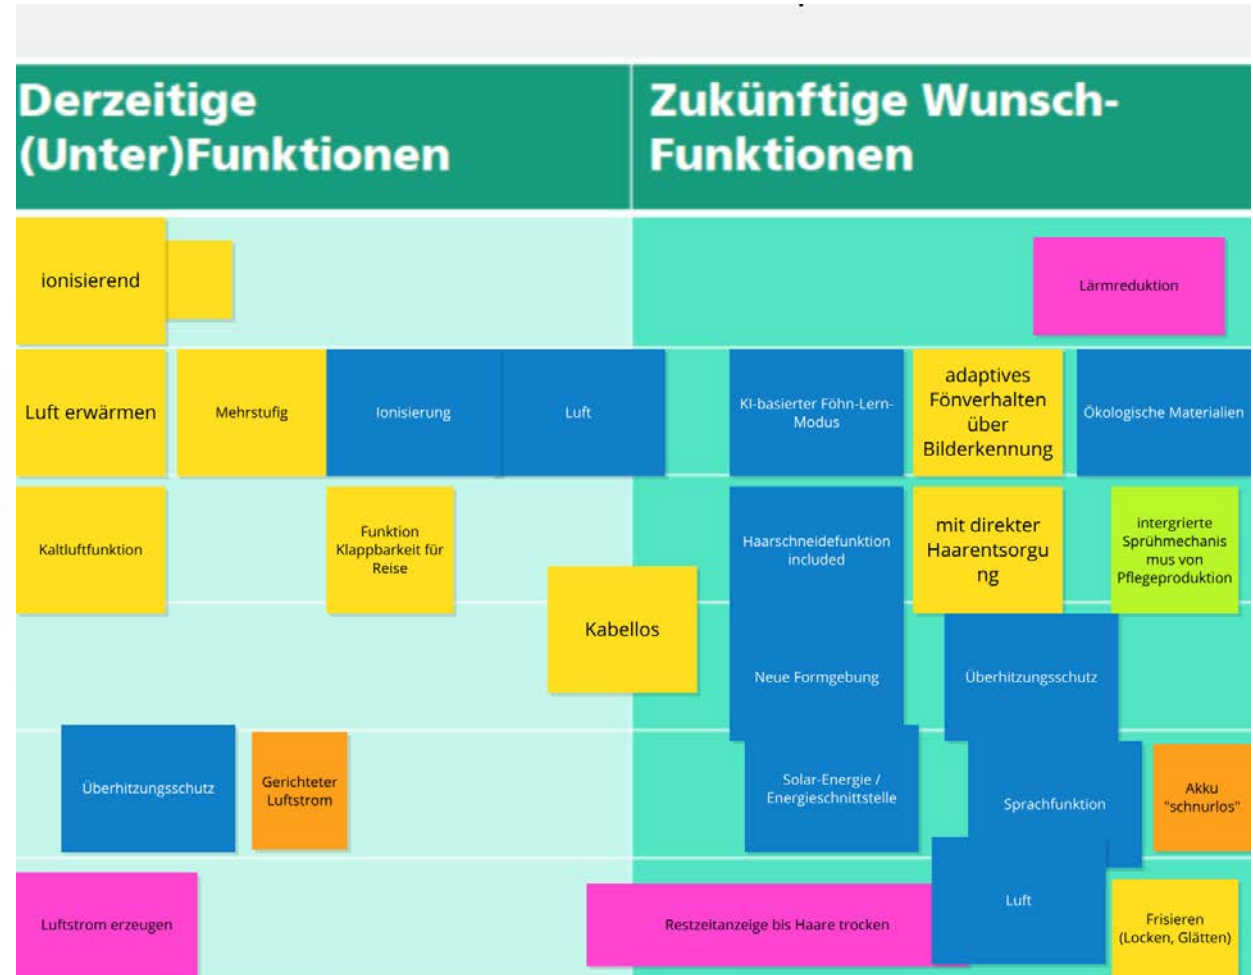 Derzeitige
(Unter)Funktionen
Zukünftige Wunsch-
Funktionen
ionisierend
Lärmreduktion
Luft erwärmen
Mehrstufig
Ionisierung
Luft
KI-basierter Föhn-Lern-
Modus
adaptives
Fönverhalten
über
Bilderkennung
Ökologische Materialien
Kaltluftfunktion
Funktion
Klappbarkeit für
Reise
Haarschneidefunktion
included
mit direkter
Haarentsorgu
ng
intergrierte
Sprühmechanis
mus von
Pflegeproduktion
Kabellos
Neue Formgebung
Überhitzungsschutz
Überhitzungsschutz
Gerichteter
Luftstrom
Solar-Energie /
Energieschnittstelle
Sprachfunktion
Akku
"schnurlos"
Luftstrom erzeugen
Restzeitanzeige bis Haare trocken
Luft
Frisieren
(Locken, Glätten)